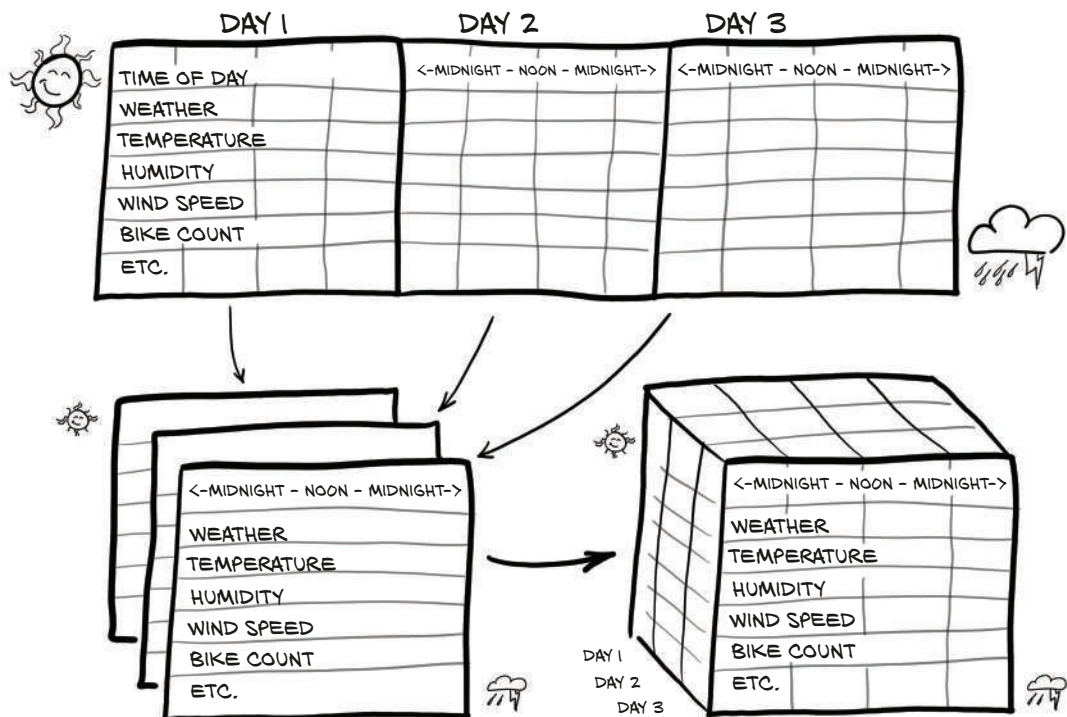 DAY 1 DAY 2 DAY 3
TIME OF DAY
<-MIDNIGHT - NOON - MIDNIGHT-> <-MIDNIGHT - NOON - MIDNIGHT->
WEATHER
TEMPERATURE
HUMIDITY
WIND SPEED
BIKE COUNT
ETC.
<-MIDNIGHT - NOON - MIDNIGHT->
WEATHER
TEMPERATURE
HUMIDITY
WIND SPEED
BIKE COUNT
ETC.
<-MIDNIGHT - NOON - MIDNIGHT->
WEATHER
TEMPERATURE
HUMIDITY
WIND SPEED
BIKE COUNT
ETC.
DAY 1
DAY 2
DAY 3